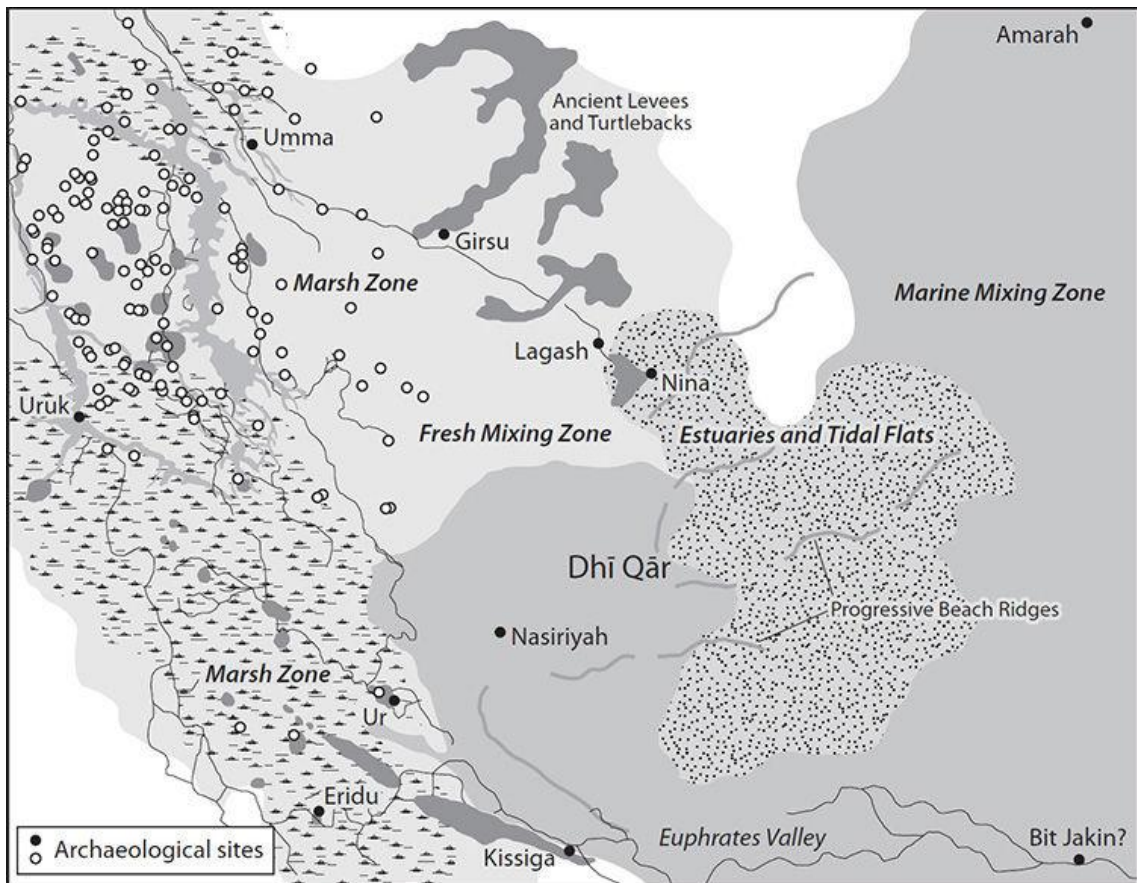 Amarah
Ancient Levees
and Turtlebacks
Umma
Girsu
Marsh Zone
Marine Mixing Zone
Lagash
Nina
Uruk
Fresh Mixing Zone
Estuaries and Tidal Flats
Dhī Qār
Progressive Beach Ridges
Nasiriyah
Marsh Zone
Ur
Eridu
Euphrates Valley
Bit Jakin?
Archaeological sites
Kissiga